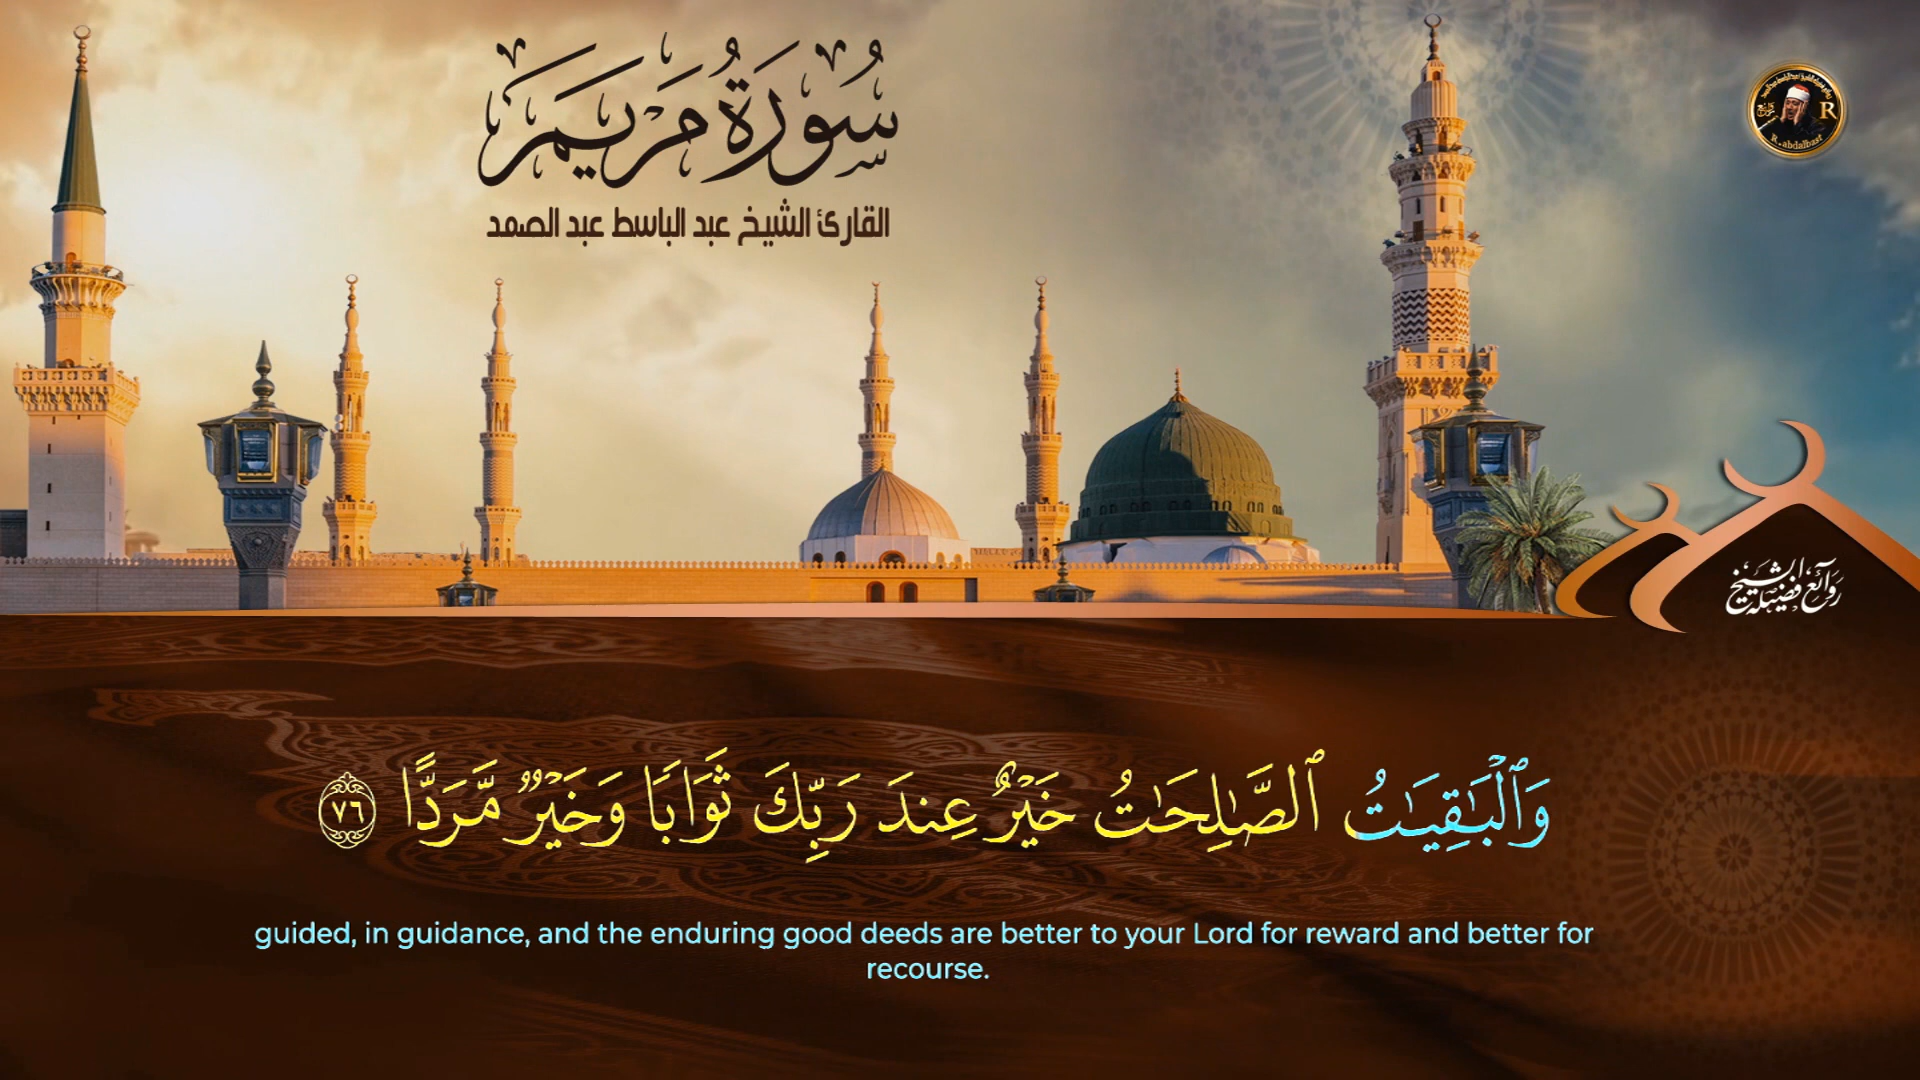 سُورَةُ مَرْيَمَ
القارئ الشيخ عبد الباسط عبد الصمد
R
R.abdalbast
روائع فضيلة الشيخ
وَٱلْبَٰقِيَٰتُ ٱلصَّٰلِحَٰتُ خَيْرٌ عِندَ رَبِّكَ ثَوَابًا وَخَيْرٌ مَّرَدًّا ٧٦
guided, in guidance, and the enduring good deeds are better to your Lord for reward and better for
recourse.